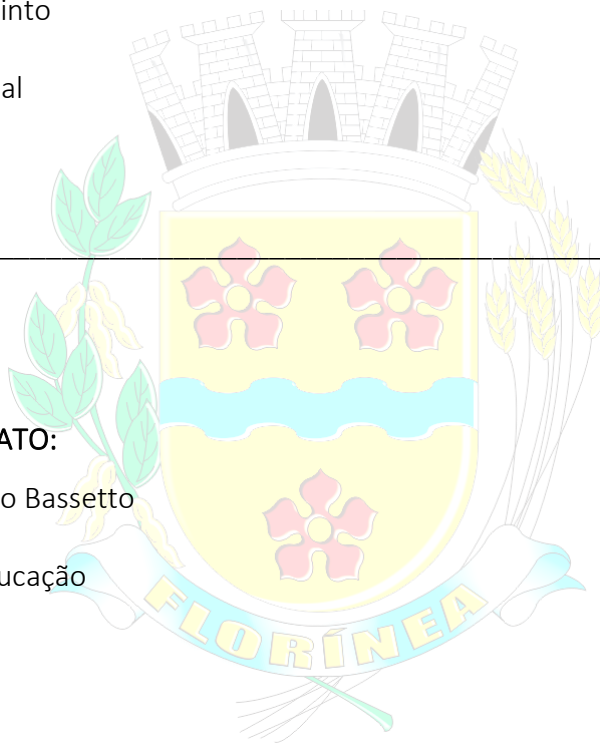 into
al
ATO:
o Bassetto
ucação
FLORÍNEA